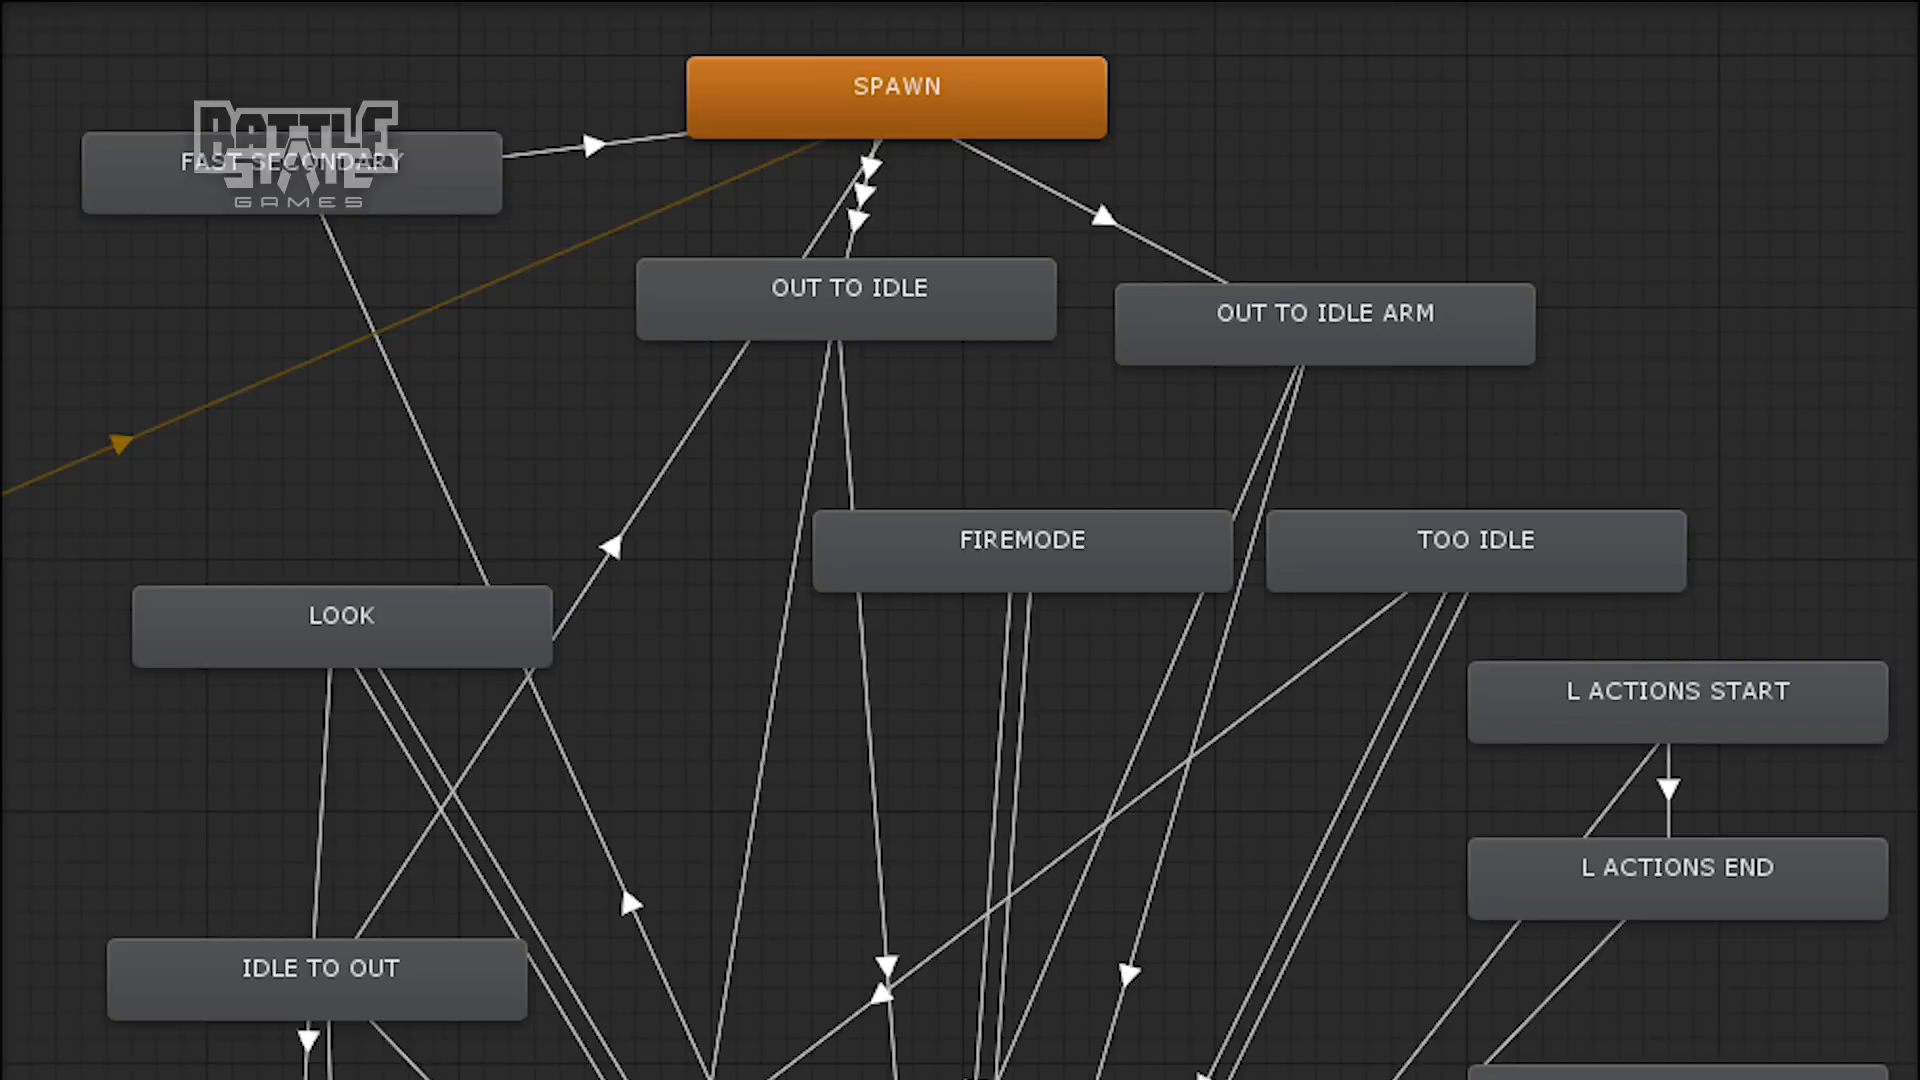 SPAWN
BATTLE
STATE
GAMES
FAST SECONDARY
OUT TO IDLE
OUT TO IDLE ARM
FIREMODE
TOO IDLE
LOOK
L ACTIONS START
L ACTIONS END
IDLE TO OUT